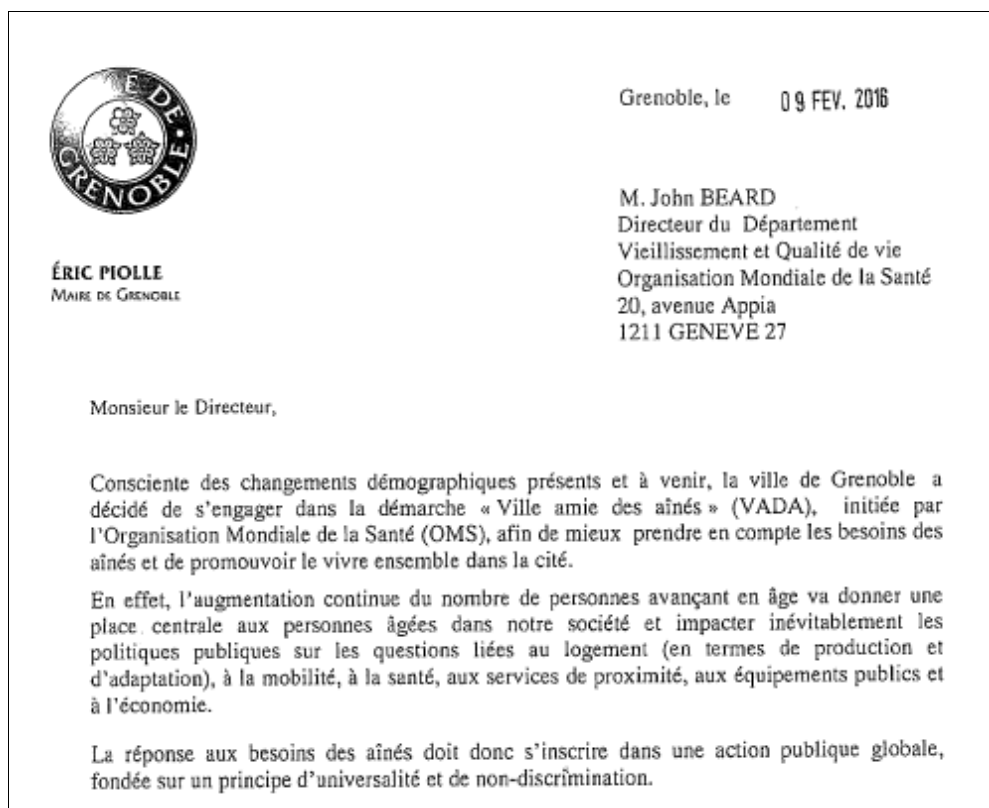 E DE GRENOBLE
Grenoble, le 09 FEV. 2016
M. John BEARD
Directeur du Département
Vieillissement et Qualité de vie
Organisation Mondiale de la Santé
20, avenue Appia
1211 GENEVE 27
ÉRIC PIOLLE
MAIRE DE GRENOBLE
Monsieur le Directeur,
Consciente des changements démographiques présents et à venir, la ville de Grenoble a
décidé de s'engager dans la démarche « Ville amie des aînés » (VADA), initiée par
l'Organisation Mondiale de la Santé (OMS), afin de mieux prendre en compte les besoins des
aînés et de promouvoir le vivre ensemble dans la cité.
En effet, l'augmentation continue du nombre de personnes avançant en âge va donner une
place centrale aux personnes âgées dans notre société et impacter inévitablement les
politiques publiques sur les questions liées au logement (en termes de production et
d'adaptation), à la mobilité, à la santé, aux services de proximité, aux équipements publics et
à l'économie.
La réponse aux besoins des aînés doit donc s'inscrire dans une action publique globale,
fondée sur un principe d'universalité et de non-discrimination.